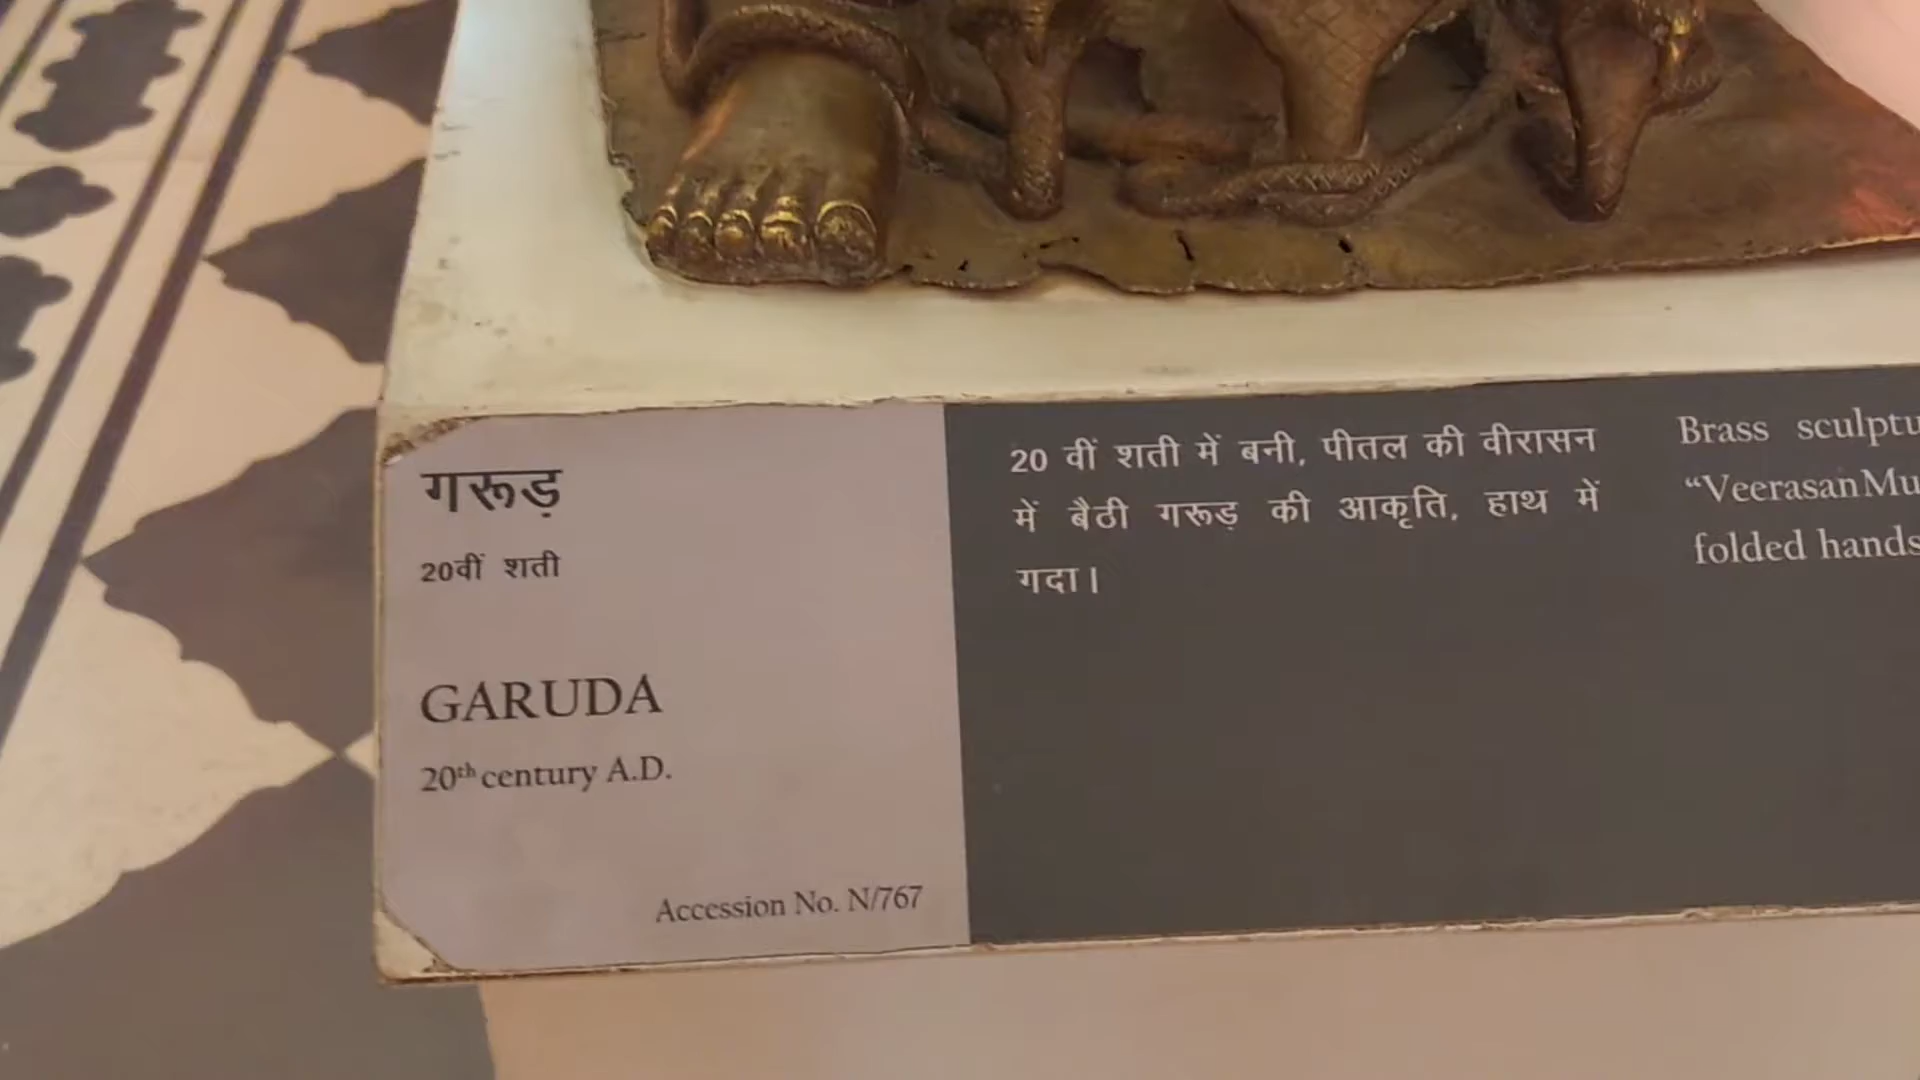 गरूड़
20वीं शती
GARUDA
20th century A.D.
Accession No. N/767
20 वीं शती में बनी, पीतल की वीरासन
में बैठी गरूड़ की आकृति, हाथ में
गदा।
Brass
“Veerasan
folded hands